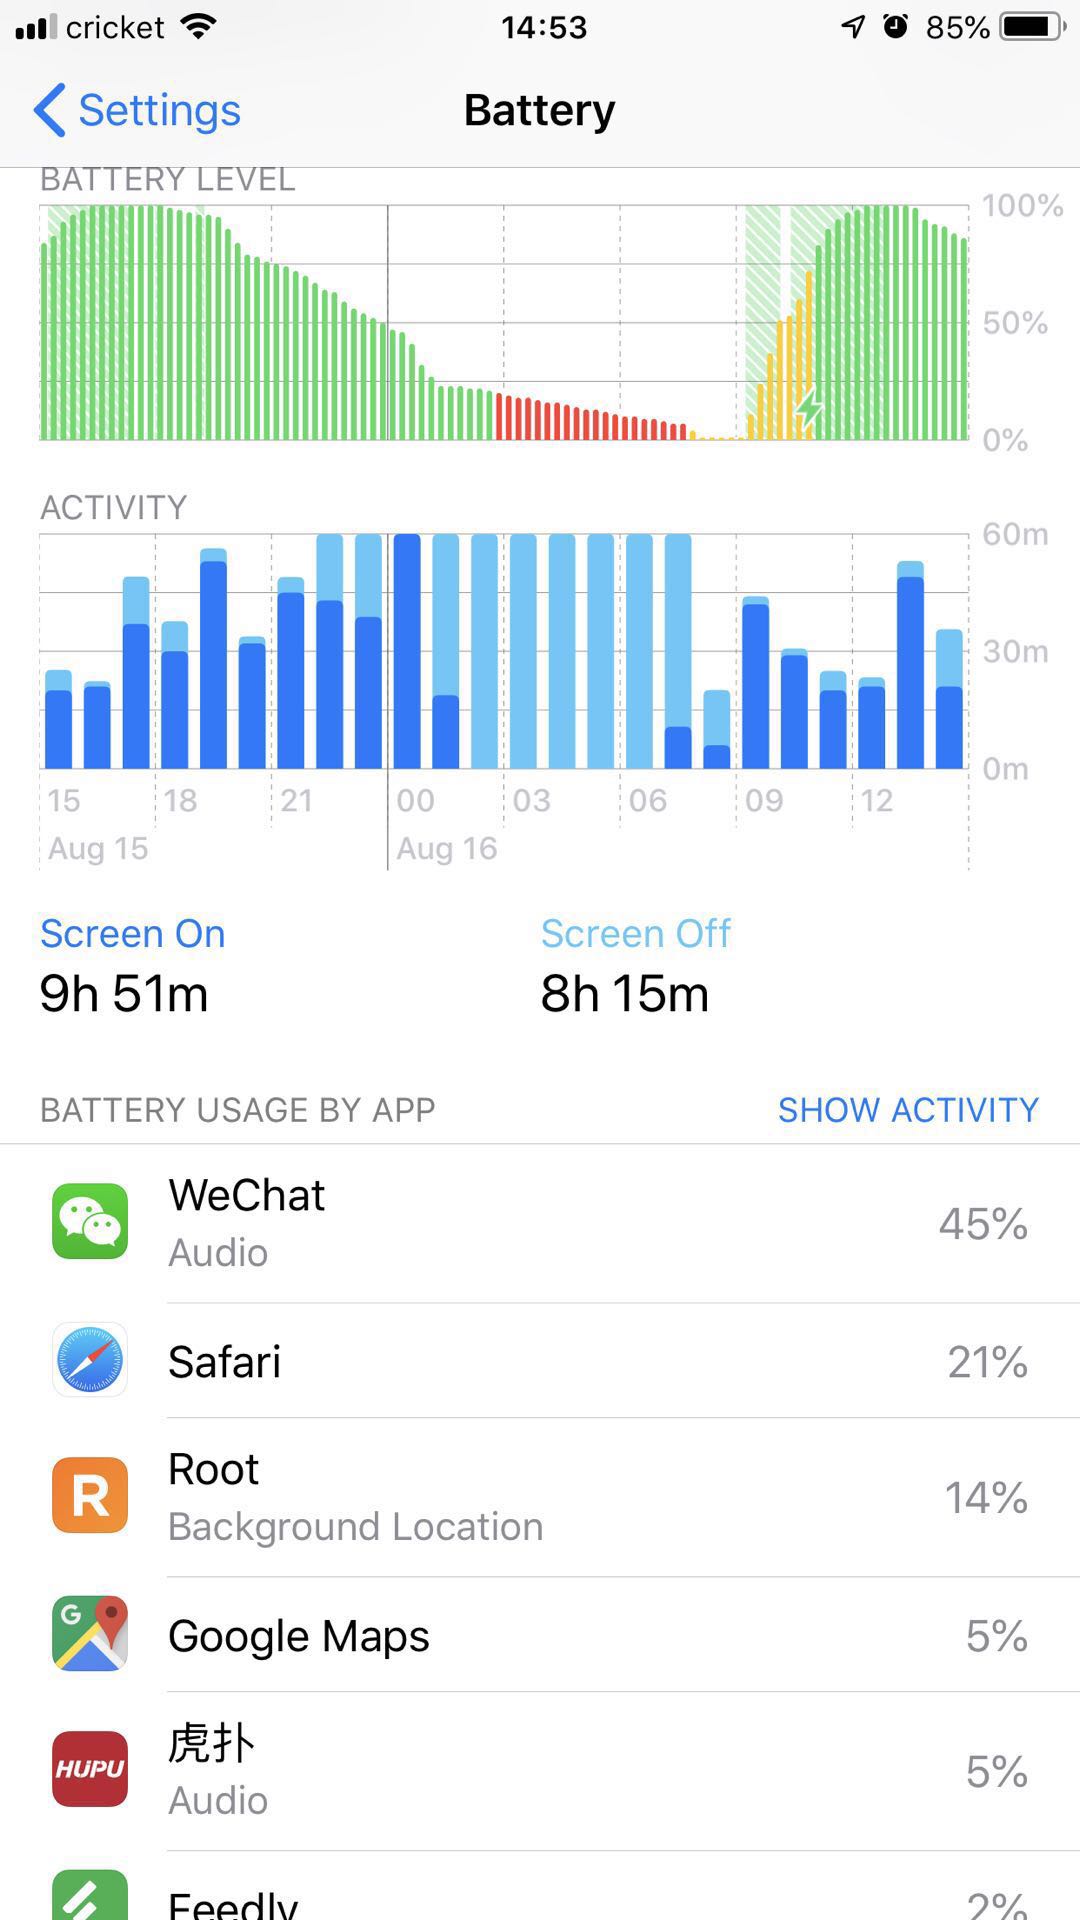 cricket 14:53 85%
Settings Battery
BATTERY LEVEL
100%
50%
0%
ACTIVITY
60m
30m
0m
15 18 21 00 03 06 09 12
Aug 15 Aug 16
Screen On Screen Off
9h 51m 8h 15m
BATTERY USAGE BY APP SHOW ACTIVITY
WeChat
45%
Audio
Safari 21%
R
Root
14%
Background Location
G
Google Maps 5%
虎扑
HUPU
5%
Audio
Feedly 2%